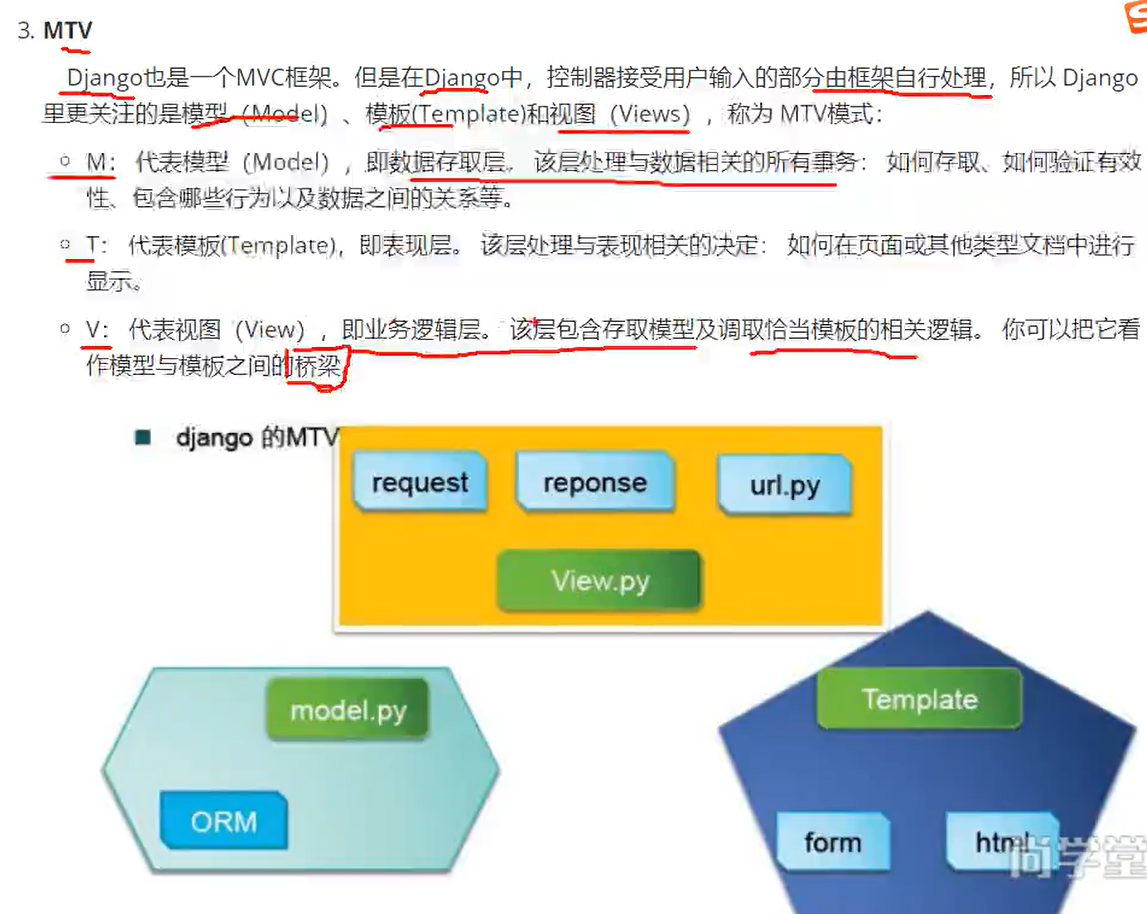 3. MTV
Django也是一个MVC框架。但是在Django中，控制器接受用户输入的部分由框架自行处理，所以 Django
里更关注的是模型（Model）、模板(Template)和视图（Views），称为 MTV模式：
M： 代表模型（Model），即数据存取层。 该层处理与数据相关的所有事务： 如何存取、如何验证有效
性、包含哪些行为以及数据之间的关系等。
T： 代表模板(Template)，即表现层。 该层处理与表现相关的决定： 如何在页面或其他类型文档中进行
显示。
V： 代表视图（View），即业务逻辑层。 该层包含存取模型及调取恰当模板的相关逻辑。 你可以把它看
作模型与模板之间的桥梁
django 的MTV
request reponse url.py
View.py
model.py
Template
ORM
form html
尚学堂